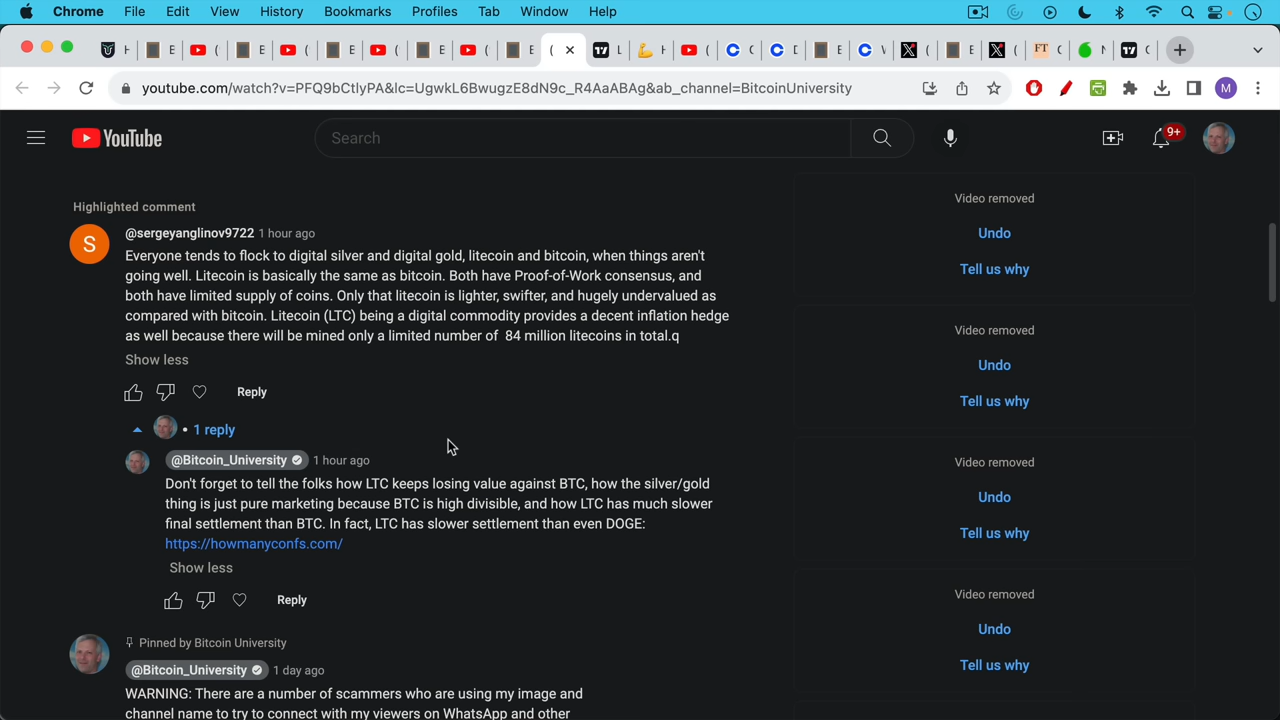 Chrome File Edit View History Bookmarks Profiles Tab Window Help
H E ( E ( E ( E ( E ( L H ( C D E V ( E ( FT C N C
youtube.com/watch?v=PFQ9bCtlyPA&lc=UgwkL6BwugzE8dN9c_R4AaABAg&ab_channel=BitcoinUniversity
M
YouTube
Search
9+
Highlighted comment
S
@sergeyanglinov9722 1 hour ago
Everyone tends to flock to digital silver and digital gold, litecoin and bitcoin, when things aren't
going well. Litecoin is basically the same as bitcoin. Both have Proof-of-Work consensus, and
both have limited supply of coins. Only that litecoin is lighter, swifter, and hugely undervalued as
compared with bitcoin. Litecoin (LTC) being a digital commodity provides a decent inflation hedge
as well because there will be mined only a limited number of 84 million litecoins in total.q
Show less
Reply
• 1 reply
@Bitcoin_University 1 hour ago
Don't forget to tell the folks how LTC keeps losing value against BTC, how the silver/gold
thing is just pure marketing because BTC is high divisible, and how LTC has much slower
final settlement than BTC. In fact, LTC has slower settlement than even DOGE:
https://howmanyconfs.com/
Show less
Reply
Pinned by Bitcoin University
@Bitcoin_University 1 day ago
WARNING: There are a number of scammers who are using my image and
channel name to try to connect with my viewers on WhatsApp and other
Video removed
Undo
Tell us why
Video removed
Undo
Tell us why
Video removed
Undo
Tell us why
Video removed
Undo
Tell us why